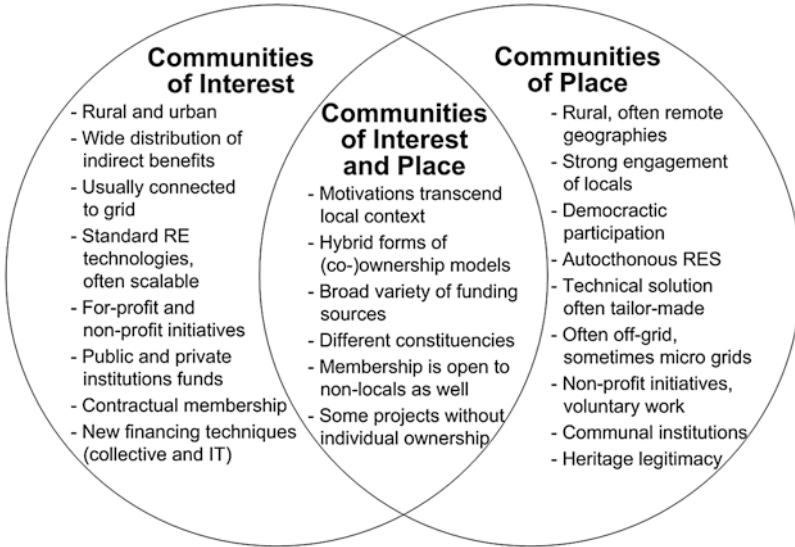 Communities
of Interest
- Rural and urban
- Wide distribution of
indirect benefits
- Usually connected
to grid
- Standard RE
technologies,
often scalable
- For-profit and
non-profit initiatives
- Public and private
institutions funds
- Contractual membership
- New financing techniques
(collective and IT)
Communities
of Interest
and Place
- Motivations transcend
local context
- Hybrid forms of
(co-)ownership models
- Broad variety of funding
sources
- Different constituencies
- Membership is open to
non-locals as well
- Some projects without
individual ownership
Communities
of Place
- Rural, often remote
geographies
- Strong engagement
of locals
- Democractic
participation
- Autocthonous RES
- Technical solution
often tailor-made
- Often off-grid,
sometimes micro grids
- Non-profit initiatives,
voluntary work
- Communal institutions
- Heritage legitimacy